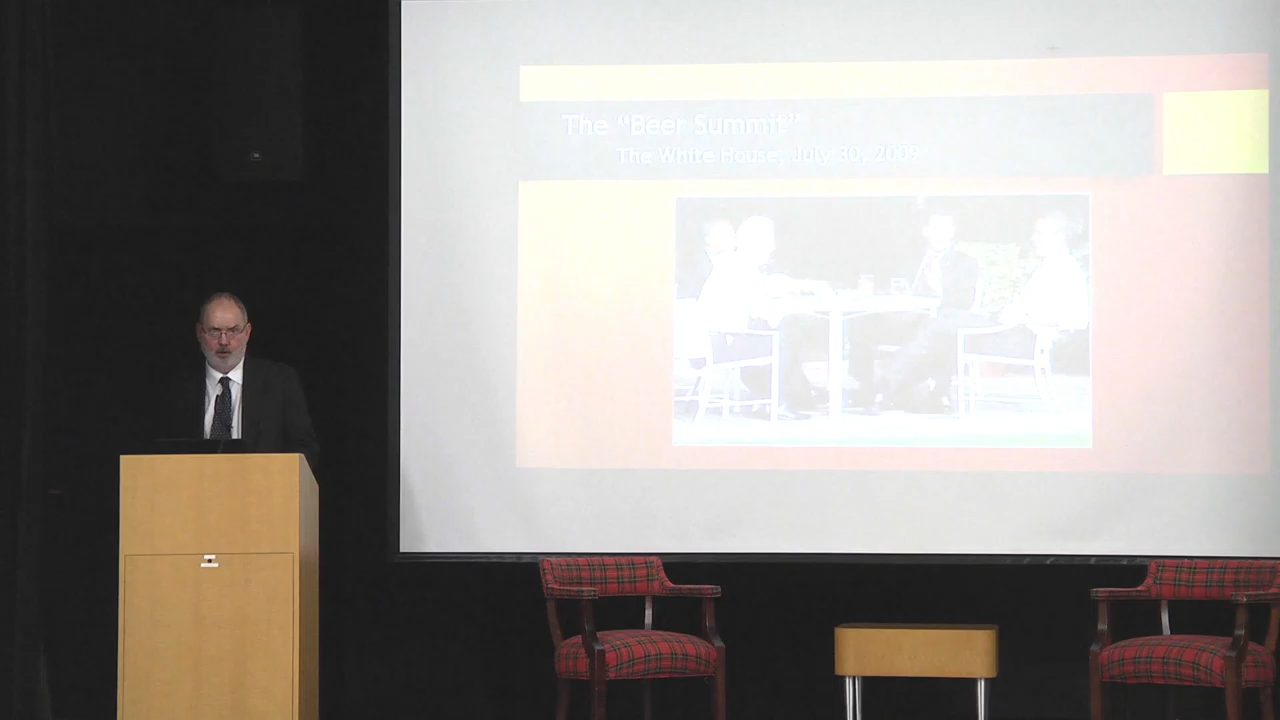 The “Beer Summit”
The White House, July 30, 2009